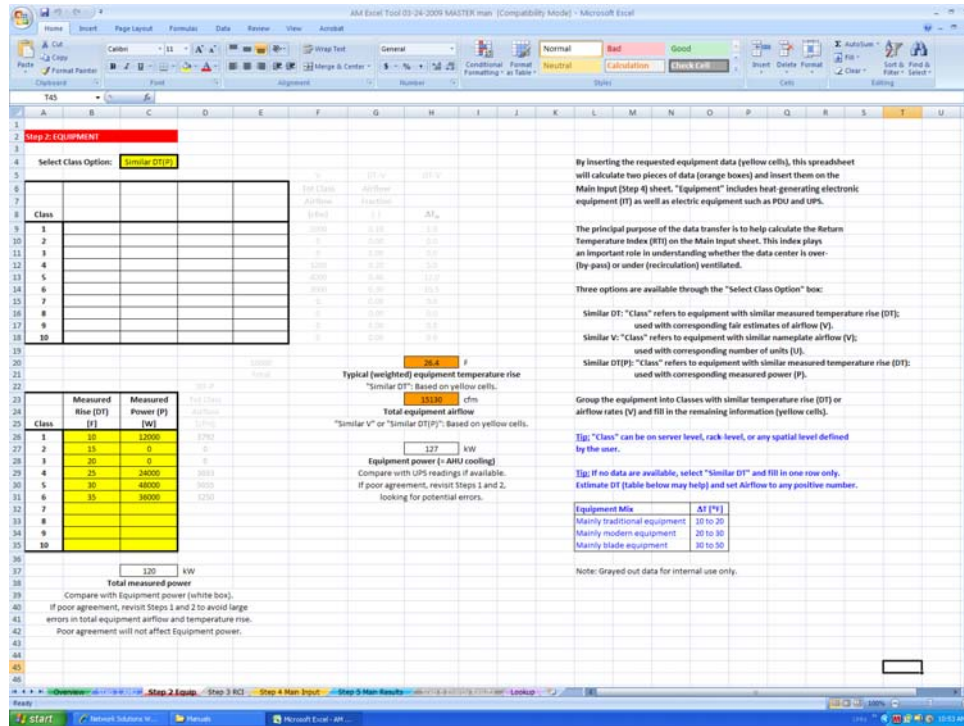 AM Excel Tool 03-24-2009 MASTER man [Compatibility Mode] - Microsoft Excel
Home Insert Page Layout Formulas Data Review View Acrobat
Paste
Cut
Copy
Format Painter
Clipboard
Calibri 11
B I U
Font
Wrap Text
Merge & Center
Alignment
General
$ % ,
Number
Conditional Formatting
Format as Table
Normal Bad Good
Neutral Calculation Check Cell
Styles
Insert Delete Format
Cells
AutoSum
Fill
Clear
Sort & Filter
Find & Select
Editing
T45
fx
A B C D E F G H I J K L M N O P Q R S T U
Step 2: EQUIPMENT
Select Class Option: Similar DT(P)
Class
1
2
3
4
5
6
7
8
9
10
26.4 F
Typical (weighted) equipment temperature rise
"Similar DT": Based on yellow cells.
15130 cfm
Total equipment airflow
"Similar V" or "Similar DT(P)": Based on yellow cells.
127 kW
Equipment power (= AHU cooling)
Compare with UPS readings if available.
If poor agreement, revisit Steps 1 and 2,
looking for potential errors.
Measured Measured
Rise (DT) Power (P)
Class [F] [W]
1 10 12000
2 15 0
3 20 0
4 25 24000
5 30 48000
6 35 36000
7
8
9
10
120 kW
Total measured power
Compare with Equipment power (white box).
If poor agreement, revisit Steps 1 and 2 to avoid large
errors in total equipment airflow and temperature rise.
Poor agreement will not affect Equipment power.
By inserting the requested equipment data (yellow cells), this spreadsheet
will calculate two pieces of data (orange boxes) and insert them on the
Main Input (Step 4) sheet. "Equipment" includes heat-generating electronic
equipment (IT) as well as electric equipment such as PDU and UPS.
The principal purpose of the data transfer is to help calculate the Return
Temperature Index (RTI) on the Main Input sheet. This index plays
an important role in understanding whether the data center is over-
(by-pass) or under (recirculation) ventilated.
Three options are available through the "Select Class Option" box:
Similar DT: "Class" refers to equipment with similar measured temperature rise (DT);
used with corresponding fair estimates of airflow (V).
Similar V: "Class" refers to equipment with similar nameplate airflow (V);
used with corresponding number of units (U).
Similar DT(P): "Class" refers to equipment with similar measured temperature rise (DT);
used with corresponding measured power (P).
Group the equipment into Classes with similar temperature rise (DT) or
airflow rates (V) and fill in the remaining information (yellow cells).
Tip: "Class" can be on server level, rack-level, or any spatial level defined
by the user.
Tip: If no data are available, select "Similar DT" and fill in one row only.
Estimate DT (table below may help) and set Airflow to any positive number.
Equipment Mix ΔT [°F]
Mainly traditional equipment 10 to 20
Mainly modern equipment 20 to 30
Mainly blade equipment 30 to 50
Note: Grayed out data for internal use only.
Overview Step 2 Equip Step 3 RCI Step 4 Main Input Step 5 Main Results Lookup
Ready 100%
start Network Solutions W... Manuals Microsoft Excel - AM ... 10:53 AM